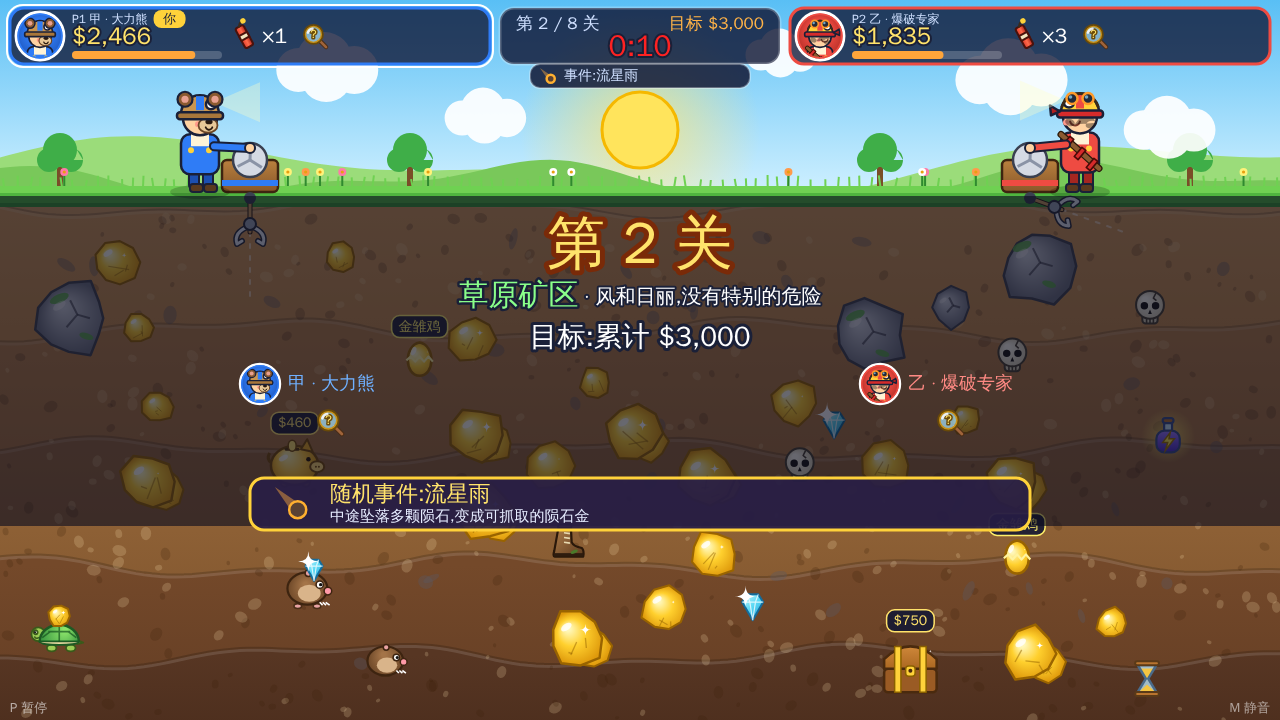 P1 甲 · 大力熊 你
$2,466
×1
第 2 / 8 关 目标 $3,000
0:10
事件:流星雨
P2 乙 · 爆破专家
$1,835
×3
第 2 关
草原矿区 · 风和日丽,没有特别的危险
金雏鸡
目标:累计 $3,000
甲 · 大力熊
乙 · 爆破专家
$460
随机事件:流星雨
中途坠落多颗陨石,变成可抓取的陨石金
$750
P 暂停
M 静音